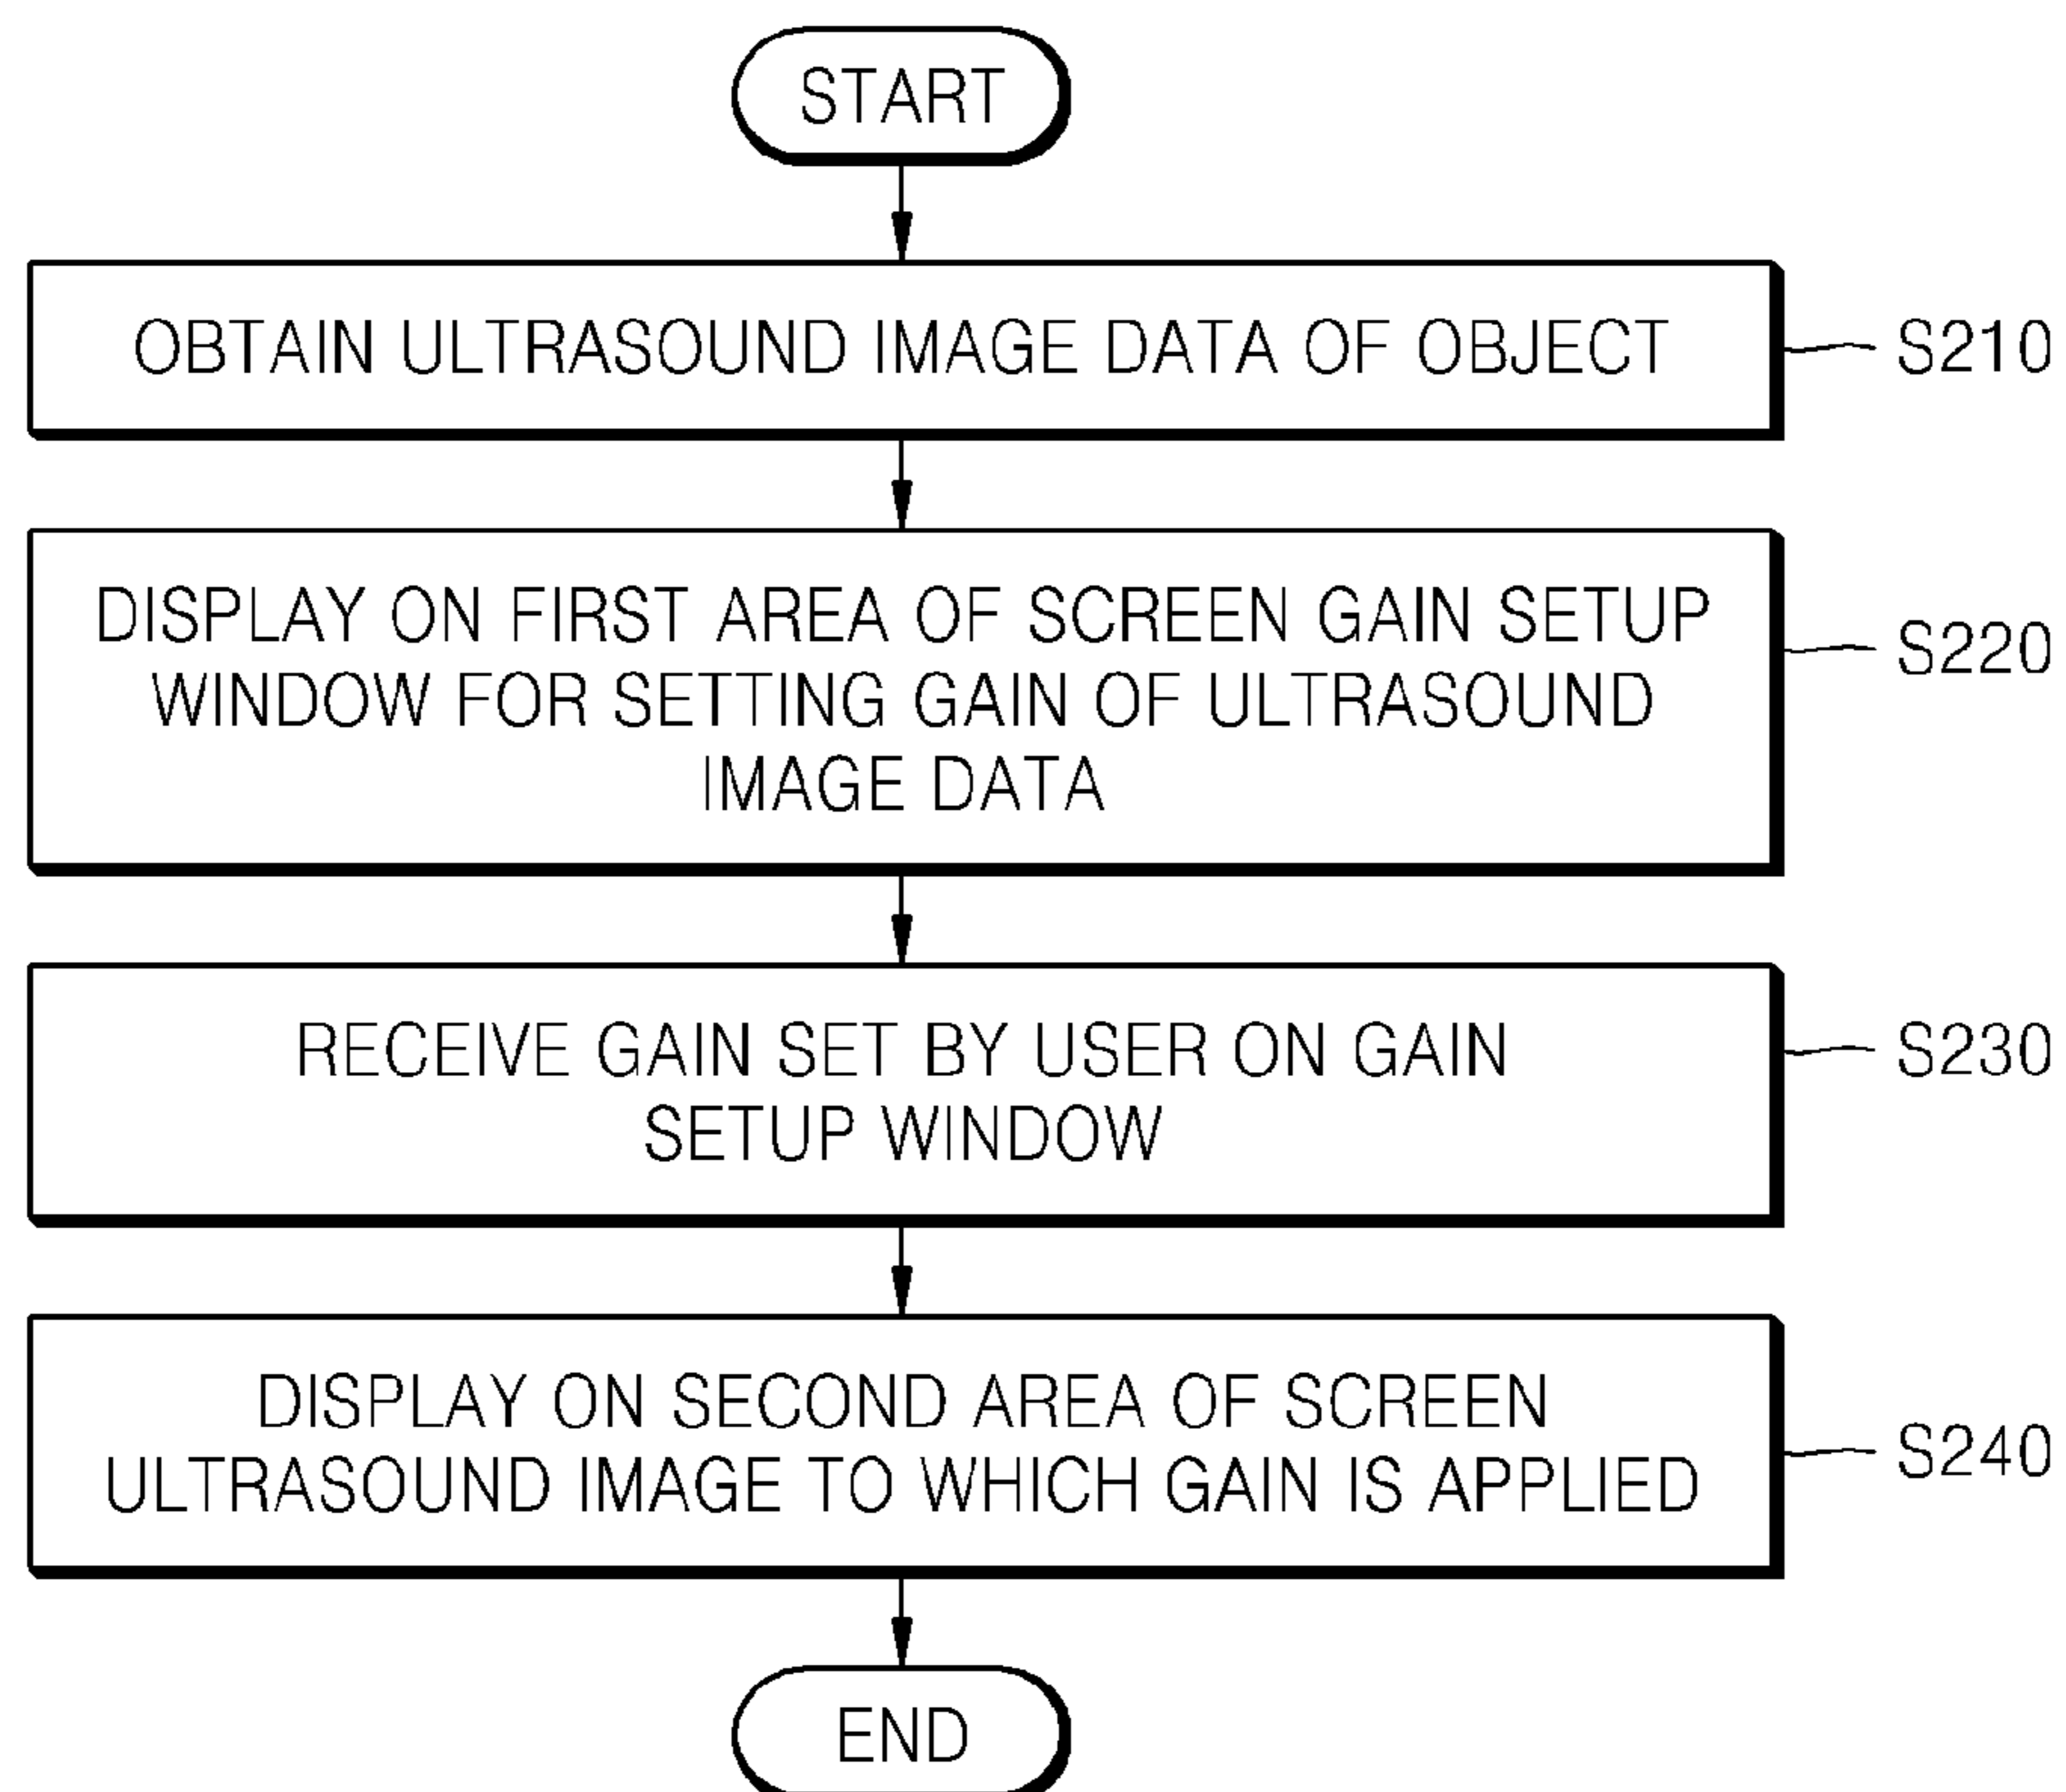 START
OBTAIN ULTRASOUND IMAGE DATA OF OBJECT
S210
DISPLAY ON FIRST AREA OF SCREEN GAIN SETUP
WINDOW FOR SETTING GAIN OF ULTRASOUND
IMAGE DATA
S220
RECEIVE GAIN SET BY USER ON GAIN
SETUP WINDOW
S230
DISPLAY ON SECOND AREA OF SCREEN
ULTRASOUND IMAGE TO WHICH GAIN IS APPLIED
S240
END